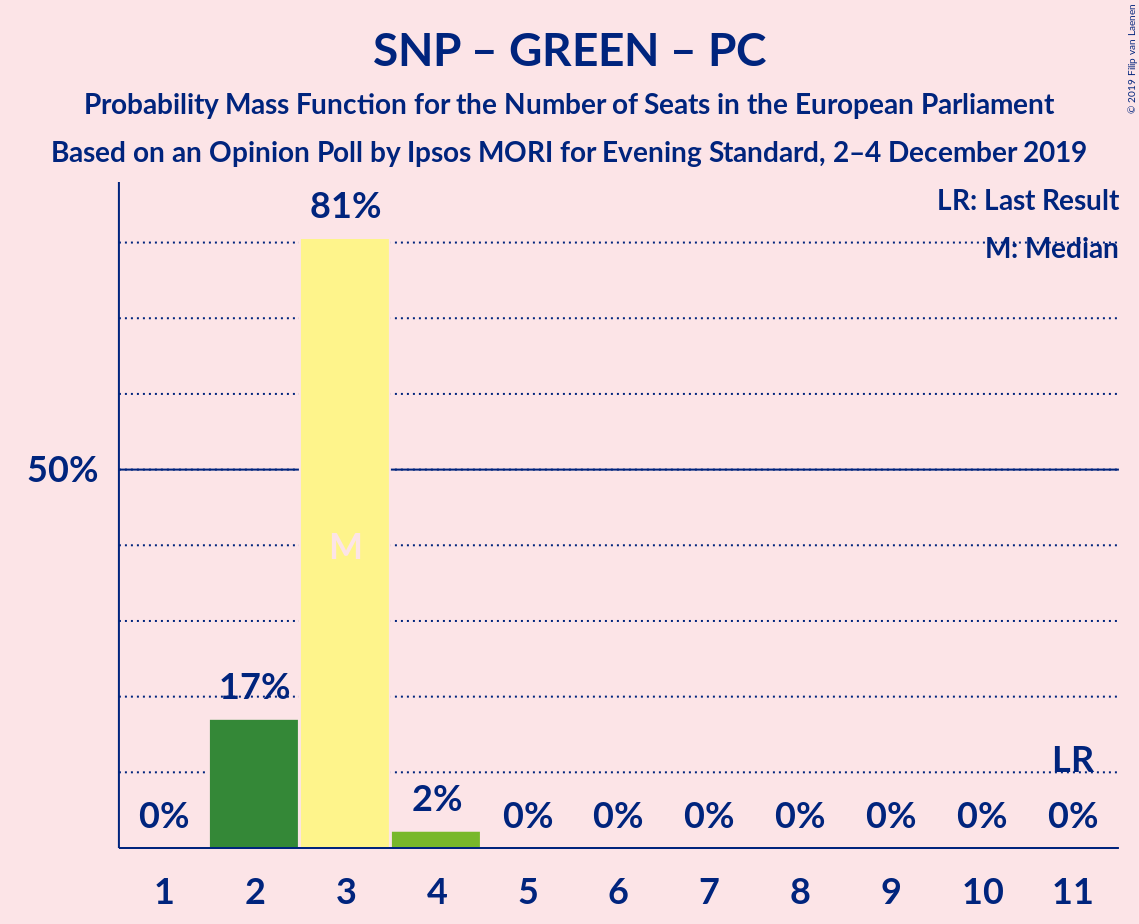 SNP – GREEN – PC
Probability Mass Function for the Number of Seats in the European Parliament
Based on an Opinion Poll by Ipsos MORI for Evening Standard, 2–4 December 2019
© 2019 Filip van Laenen
LR: Last Result
M: Median
81%
50%
M
17%
LR
2%
0% 0% 0% 0% 0% 0% 0% 0%
1 2 3 4 5 6 7 8 9 10 11